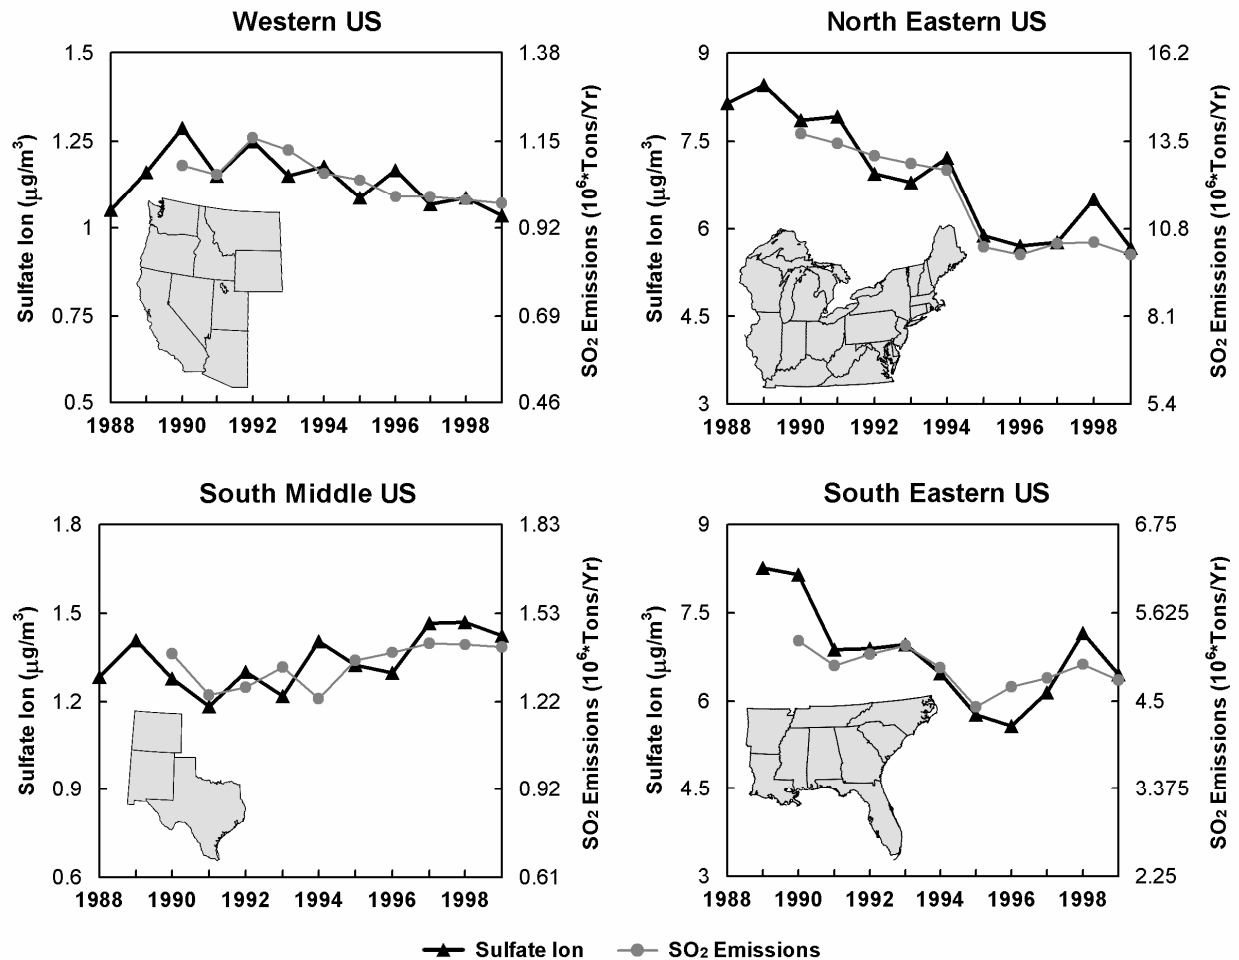 Western US
North Eastern US
1.5
1.25
1
0.75
0.5
Sulfate Ion (µg/m³)
1.38
1.15
0.92
0.69
0.46
SO₂ Emissions (10⁶*Tons/Yr)
1988 1990 1992 1994 1996 1998
9
7.5
6
4.5
3
Sulfate Ion (µg/m³)
16.2
13.5
10.8
8.1
5.4
SO₂ Emissions (10⁶*Tons/Yr)
1988 1990 1992 1994 1996 1998
South Middle US
South Eastern US
1.8
1.5
1.2
0.9
0.6
Sulfate Ion (µg/m³)
1.83
1.53
1.22
0.92
0.61
SO₂ Emissions (10⁶*Tons/Yr)
1988 1990 1992 1994 1996 1998
9
7.5
6
4.5
3
Sulfate Ion (µg/m³)
6.75
5.625
4.5
3.375
2.25
SO₂ Emissions (10⁶*Tons/Yr)
1988 1990 1992 1994 1996 1998
Sulfate Ion SO₂ Emissions